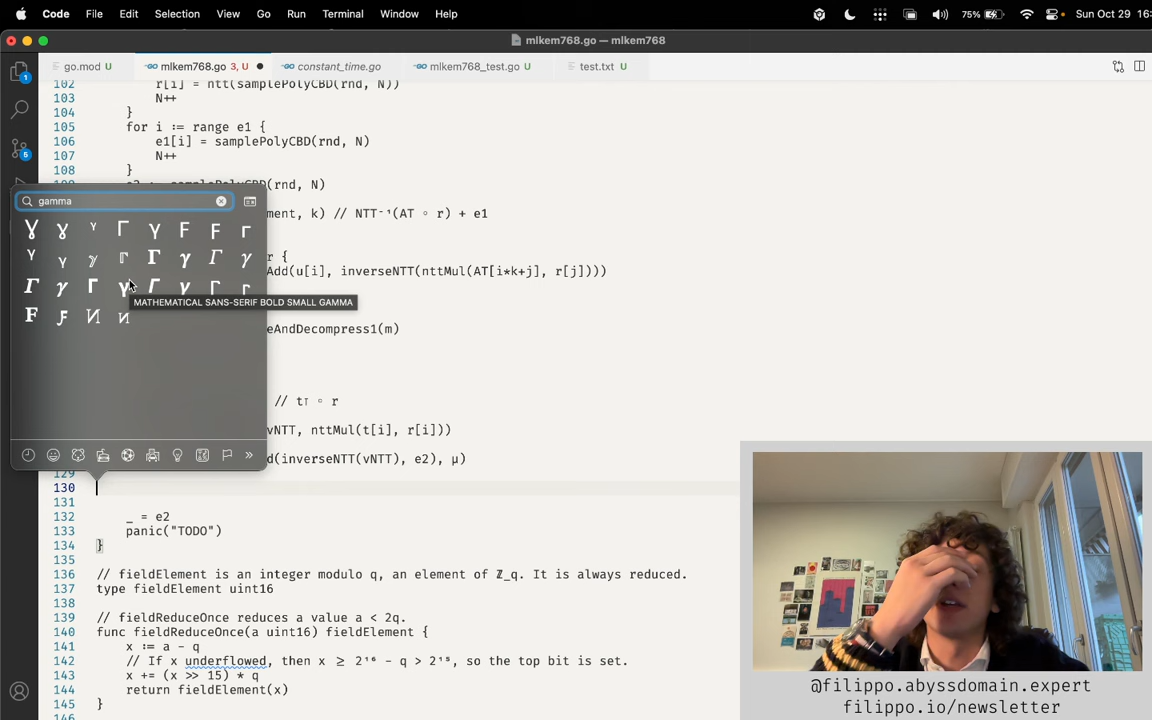 Code File Edit Selection View Go Run Terminal Window Help 75% Sun Oct 29 16:
mlkem768.go — mlkem768
go.mod U mlkem768.go 3, U constant_time.go mlkem768_test.go U test.txt U
102 r[i] = ntt(samplePolyCBD(rnd, N))
103 N++
104 }
105 for i := range e1 {
106 e1[i] = samplePolyCBD(rnd, N)
107 N++
108 }
(rnd, N)
gamma
ment, k) // NTT⁻¹(AT ◦ r) + e1
r {
Add(u[i], inverseNTT(nttMul(AT[i*k+j], r[j])))
MATHEMATICAL SANS-SERIF BOLD SMALL GAMMA
eAndDecompress1(m)
// t⊺ ◦ r
vNTT, nttMul(t[i], r[i]))
d(inverseNTT(vNTT), e2), μ)
129
130
131
132 _ = e2
133 panic("TODO")
134 }
135
136 // fieldElement is an integer modulo q, an element of ℤ_q. It is always reduced.
137 type fieldElement uint16
138
139 // fieldReduceOnce reduces a value a < 2q.
140 func fieldReduceOnce(a uint16) fieldElement {
141 x := a - q
142 // If x underflowed, then x ≥ 2¹⁶ - q > 2¹⁵, so the top bit is set.
143 x += (x >> 15) * q
144 return fieldElement(x)
145 }
146
@filippo.abyssdomain.expert
filippo.io/newsletter